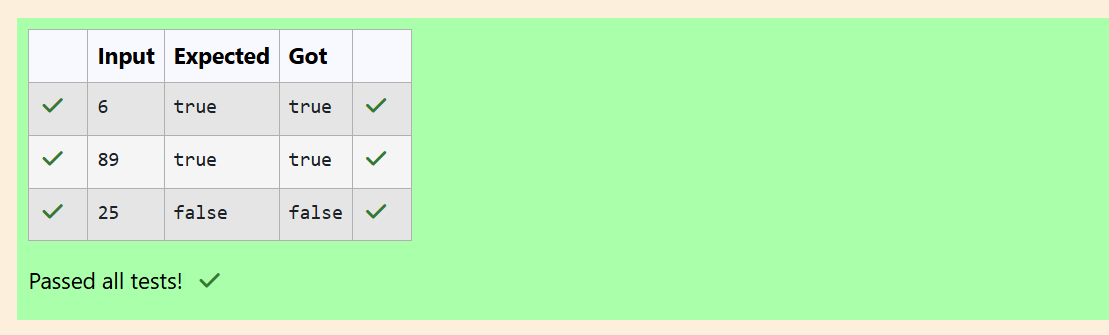 Input Expected Got
6 true true
89 true true
25 false false
Passed all tests!